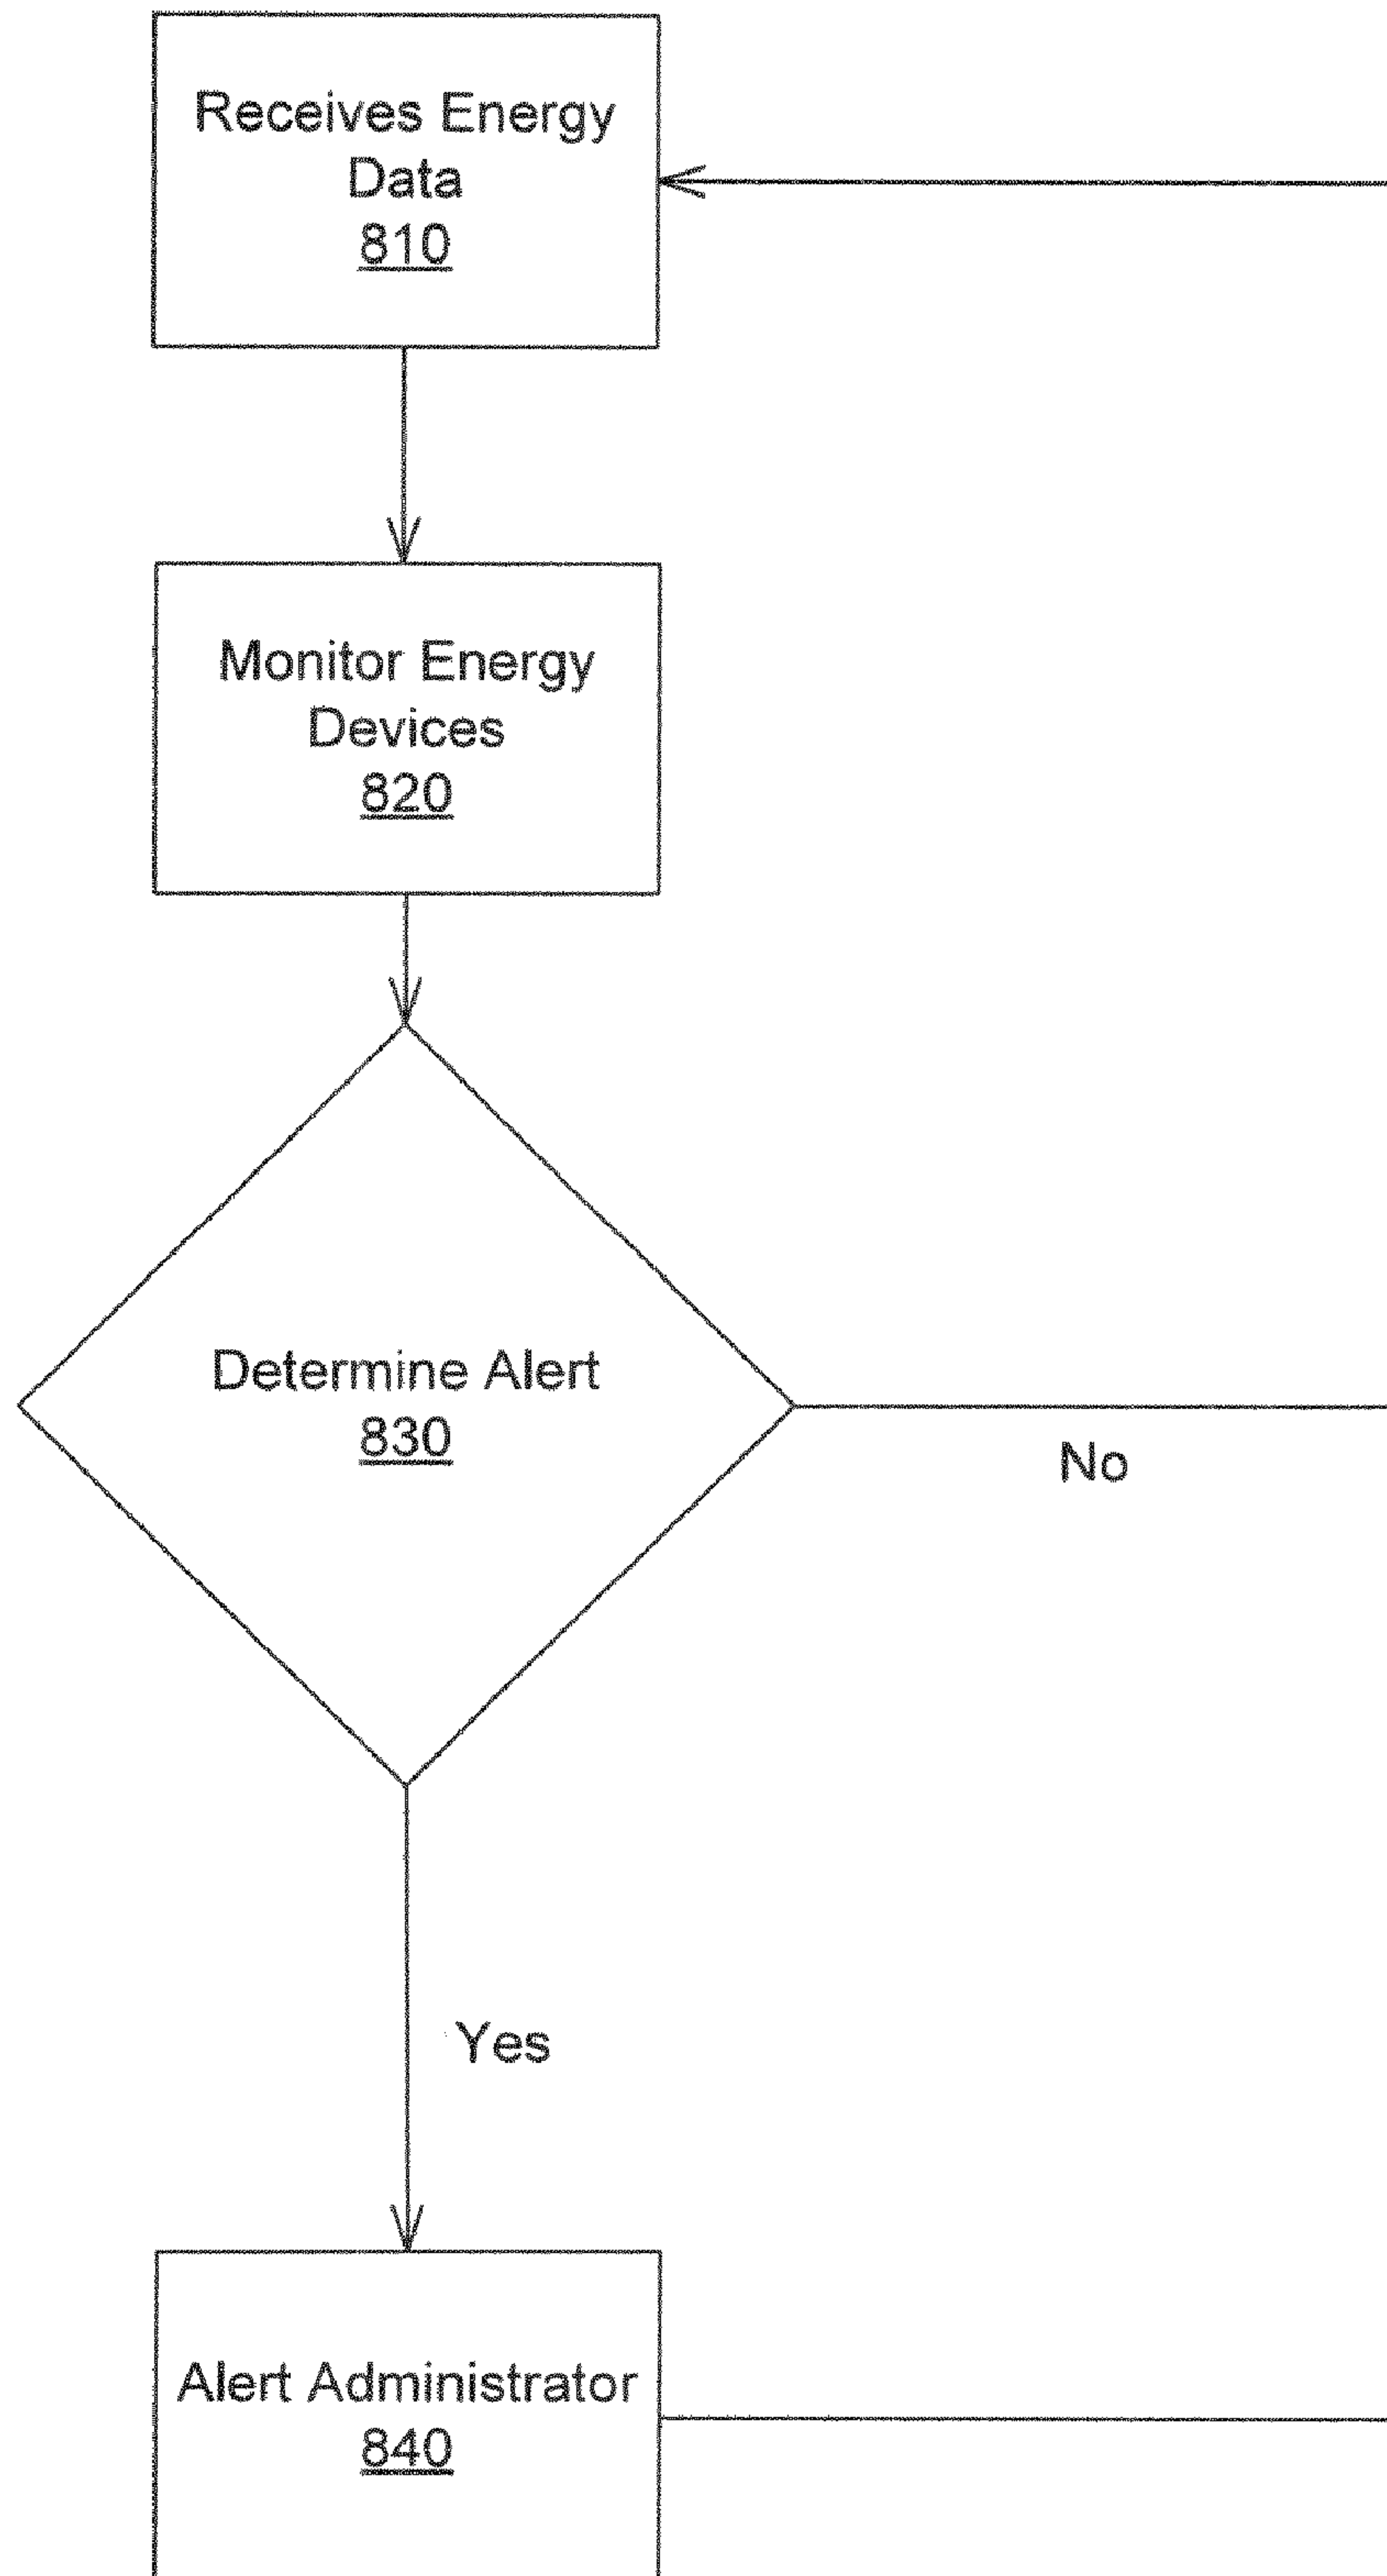 Receives Energy
Data
810
Monitor Energy
Devices
820
Determine Alert
830
No
Yes
Alert Administrator
840